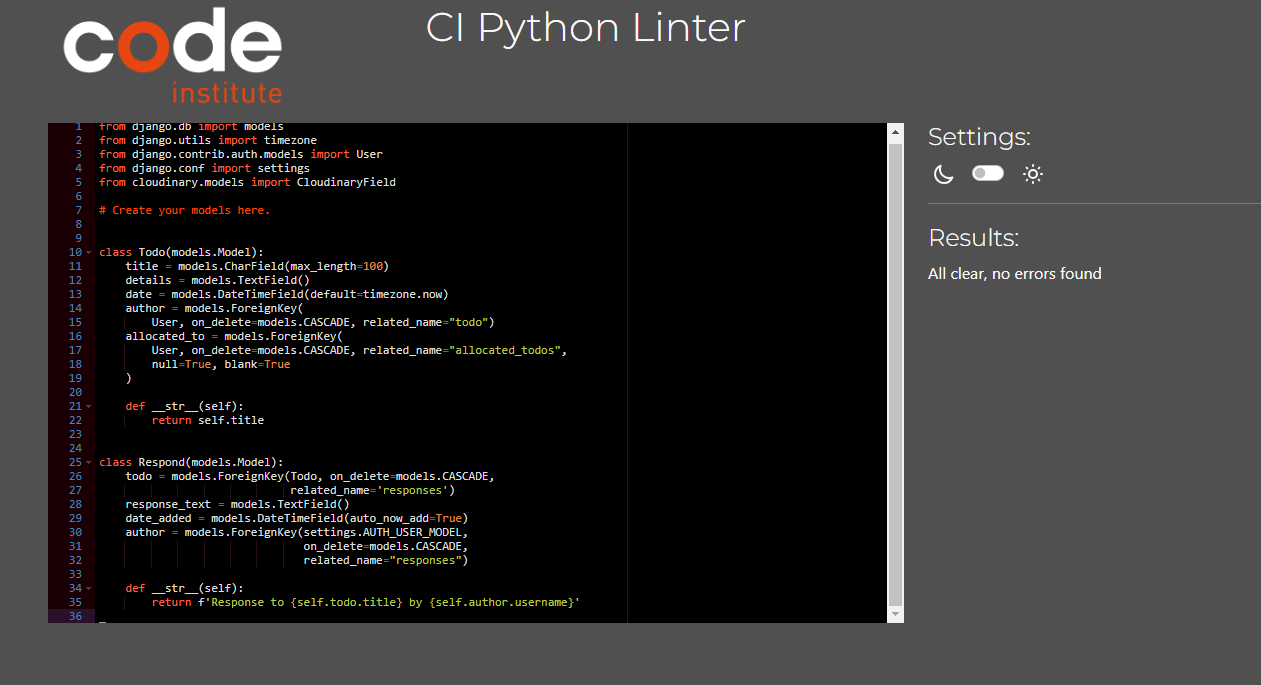 code
institute
CI Python Linter
1 from django.db import models
2 from django.utils import timezone
3 from django.contrib.auth.models import User
4 from django.conf import settings
5 from cloudinary.models import CloudinaryField
6
7 # Create your models here.
8
9
10 class Todo(models.Model):
11     title = models.CharField(max_length=100)
12     details = models.TextField()
13     date = models.DateTimeField(default=timezone.now)
14     author = models.ForeignKey(
15         User, on_delete=models.CASCADE, related_name="todo")
16     allocated_to = models.ForeignKey(
17         User, on_delete=models.CASCADE, related_name="allocated_todos",
18         null=True, blank=True
19     )
20
21     def __str__(self):
22         return self.title
23
24
25 class Respond(models.Model):
26     todo = models.ForeignKey(Todo, on_delete=models.CASCADE,
27                              related_name='responses')
28     response_text = models.TextField()
29     date_added = models.DateTimeField(auto_now_add=True)
30     author = models.ForeignKey(settings.AUTH_USER_MODEL,
31                                on_delete=models.CASCADE,
32                                related_name="responses")
33
34     def __str__(self):
35         return f'Response to {self.todo.title} by {self.author.username}'
36
Settings:
Results:
All clear, no errors found